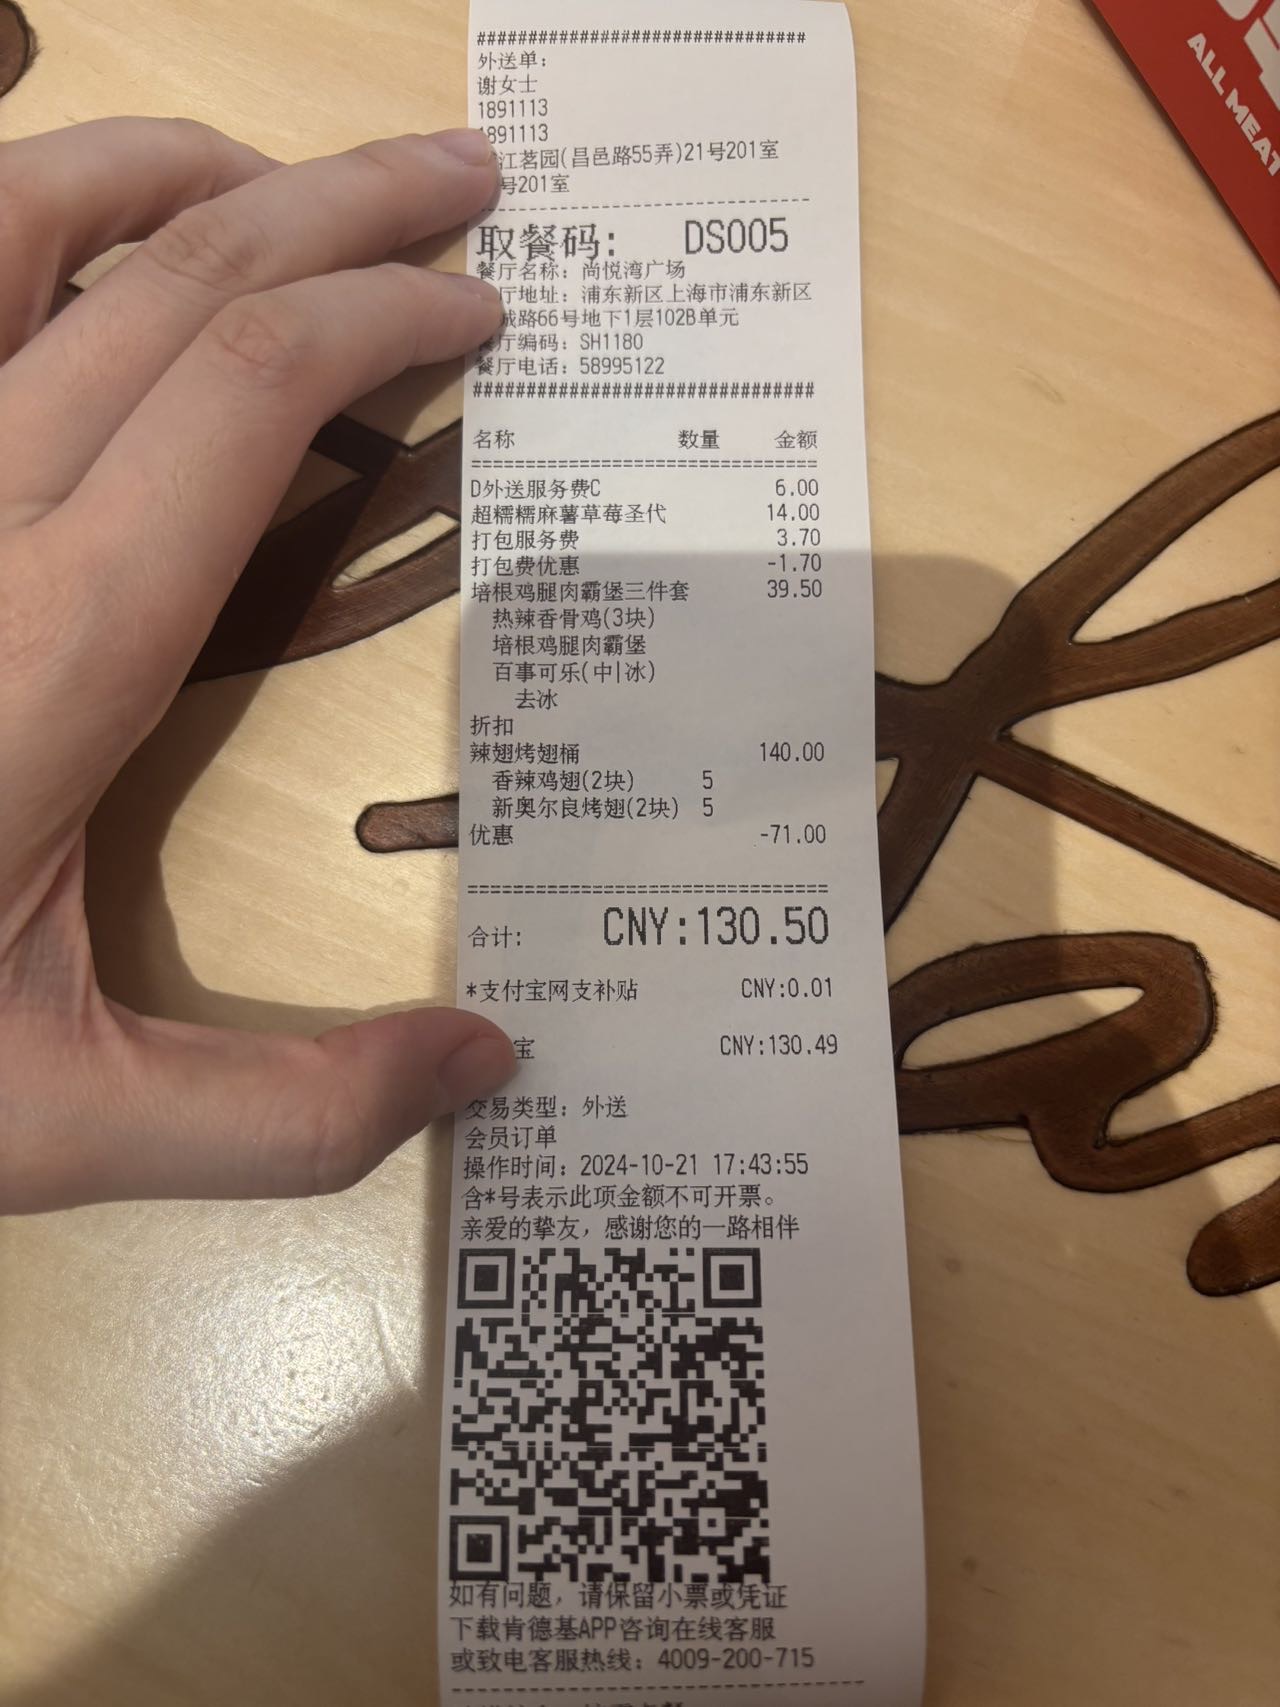 ################################
外送单:
谢女士
1891113
1891113
江茗园(昌邑路55弄)21号201室
号201室
取餐码: DS005
餐厅名称: 尚悦湾广场
厅地址: 浦东新区上海市浦东新区
城路66号地下1层102B单元
餐厅编码: SH1180
餐厅电话: 58995122
################################
名称 数量 金额
D外送服务费C 6.00
超糯糯麻薯草莓圣代 14.00
打包服务费 3.70
打包费优惠 -1.70
培根鸡腿肉霸堡三件套 39.50
热辣香骨鸡(3块)
培根鸡腿肉霸堡
百事可乐(中|冰)
去冰
折扣
辣翅烤翅桶 140.00
香辣鸡翅(2块) 5
新奥尔良烤翅(2块) 5
优惠 -71.00
合计: CNY:130.50
*支付宝网支补贴 CNY:0.01
宝 CNY:130.49
交易类型: 外送
会员订单
操作时间: 2024-10-21 17:43:55
含*号表示此项金额不可开票。
亲爱的挚友, 感谢您的一路相伴
如有问题, 请保留小票或凭证
下载肯德基APP咨询在线客服
或致电客服热线: 4009-200-715
ALL MEAT